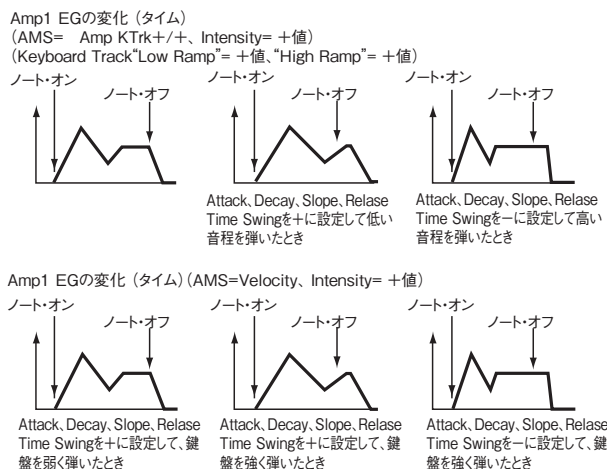 Amp1 EGの変化 (タイム)
(AMS= Amp KTrk+/+、Intensity= +値)
(Keyboard Track“Low Ramp”= +値、“High Ramp”= +値)
ノート・オン
ノート・オフ
ノート・オン
ノート・オフ
Attack、Decay、Slope、Relase
Time Swingを+に設定して低い
音程を弾いたとき
ノート・オン
ノート・オフ
Attack、Decay、Slope、Relase
Time Swingを−に設定して高い
音程を弾いたとき
Amp1 EGの変化 (タイム) (AMS=Velocity、Intensity= +値)
ノート・オン
ノート・オフ
Attack、Decay、Slope、Relase
Time Swingを+に設定して、鍵
盤を弱く弾いたとき
ノート・オン
ノート・オフ
Attack、Decay、Slope、Relase
Time Swingを+に設定して、鍵
盤を強く弾いたとき
ノート・オン
ノート・オフ
Attack、Decay、Slope、Relase
Time Swingを−に設定して、鍵
盤を強く弾いたとき